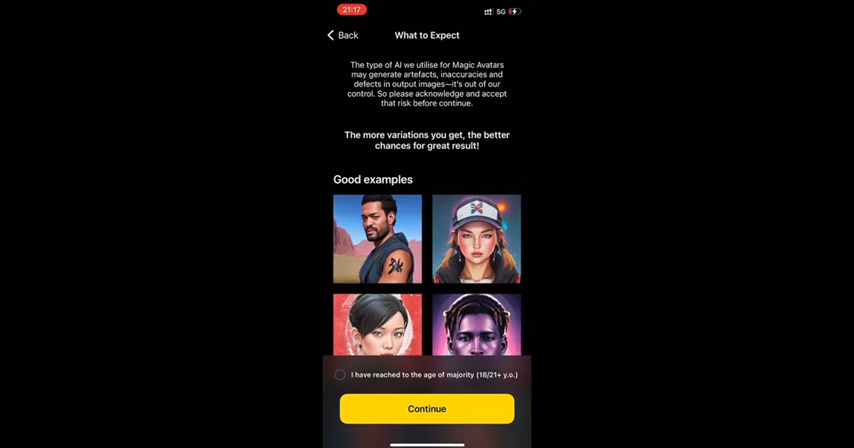 21:17
5G
Back
What to Expect
The type of AI we utilise for Magic Avatars
may generate artefacts, inaccuracies and
defects in output images—it's out of our
control. So please acknowledge and accept
that risk before continue.
The more variations you get, the better
chances for great result!
Good examples
I have reached to the age of majority (18/21+ y.o.)
Continue